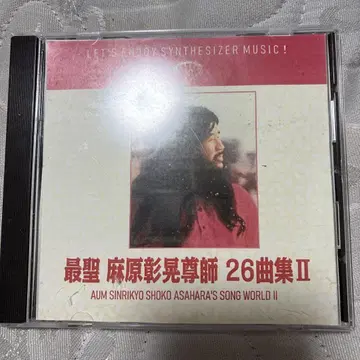 LET'S ENJOY SYNTHESIZER MUSIC!
最聖 麻原彰晃尊師 26曲集Ⅱ
AUM SINRIKYO SHOKO ASAHARA'S SONG WORLD II